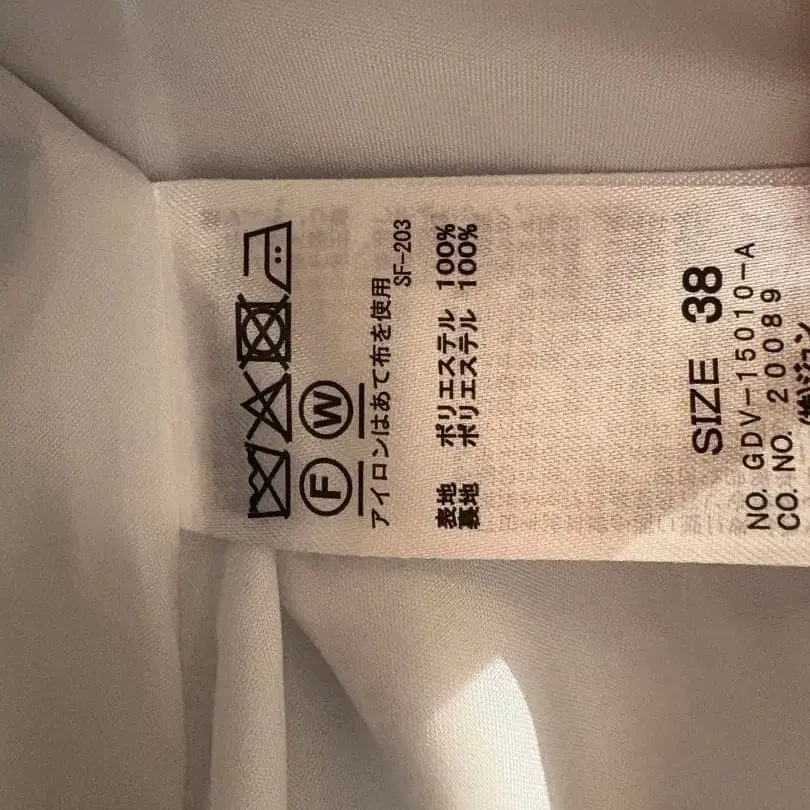 F W
アイロンはあて布を使用
SF-203
表地 ポリエステル 100%
裏地 ポリエステル 100%
SIZE 38
NO. GDV-15010-A
CO. NO. 20089